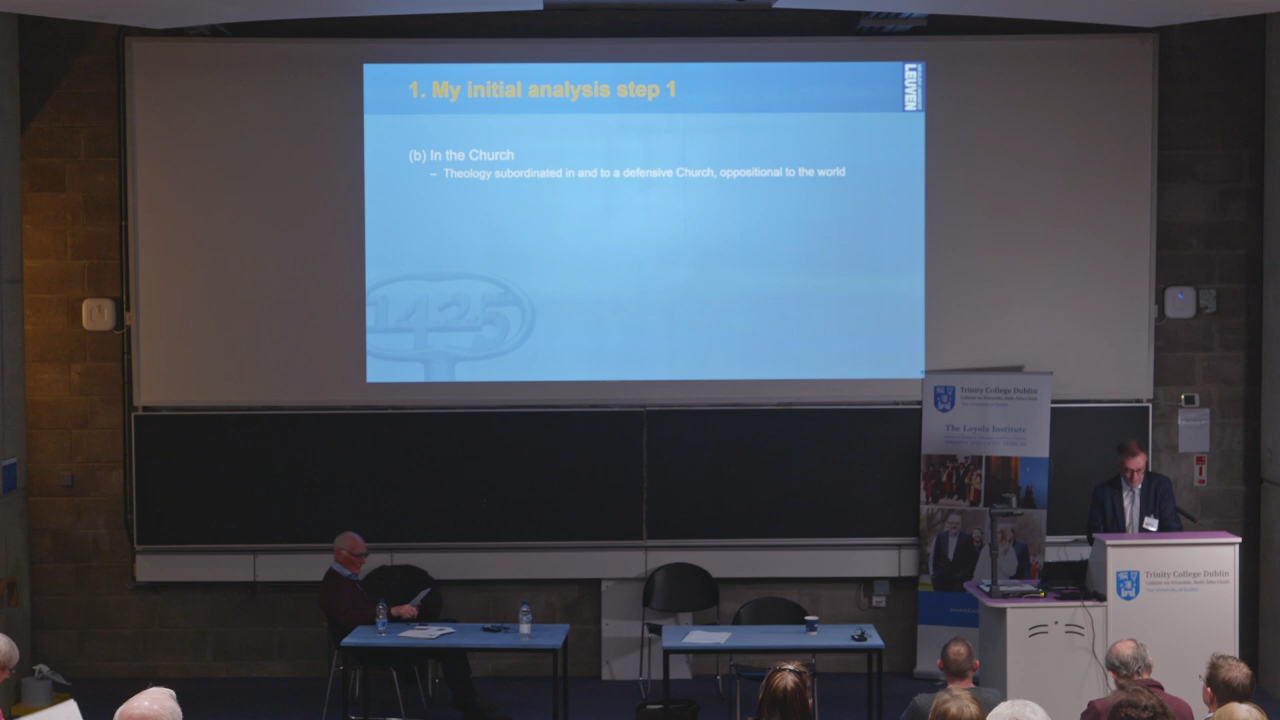 1. My initial analysis step 1
LEUVEN
(b) In the Church
– Theology subordinated in and to a defensive Church, oppositional to the world
1425
Trinity College Dublin
The Loyola Institute
Trinity College Dublin